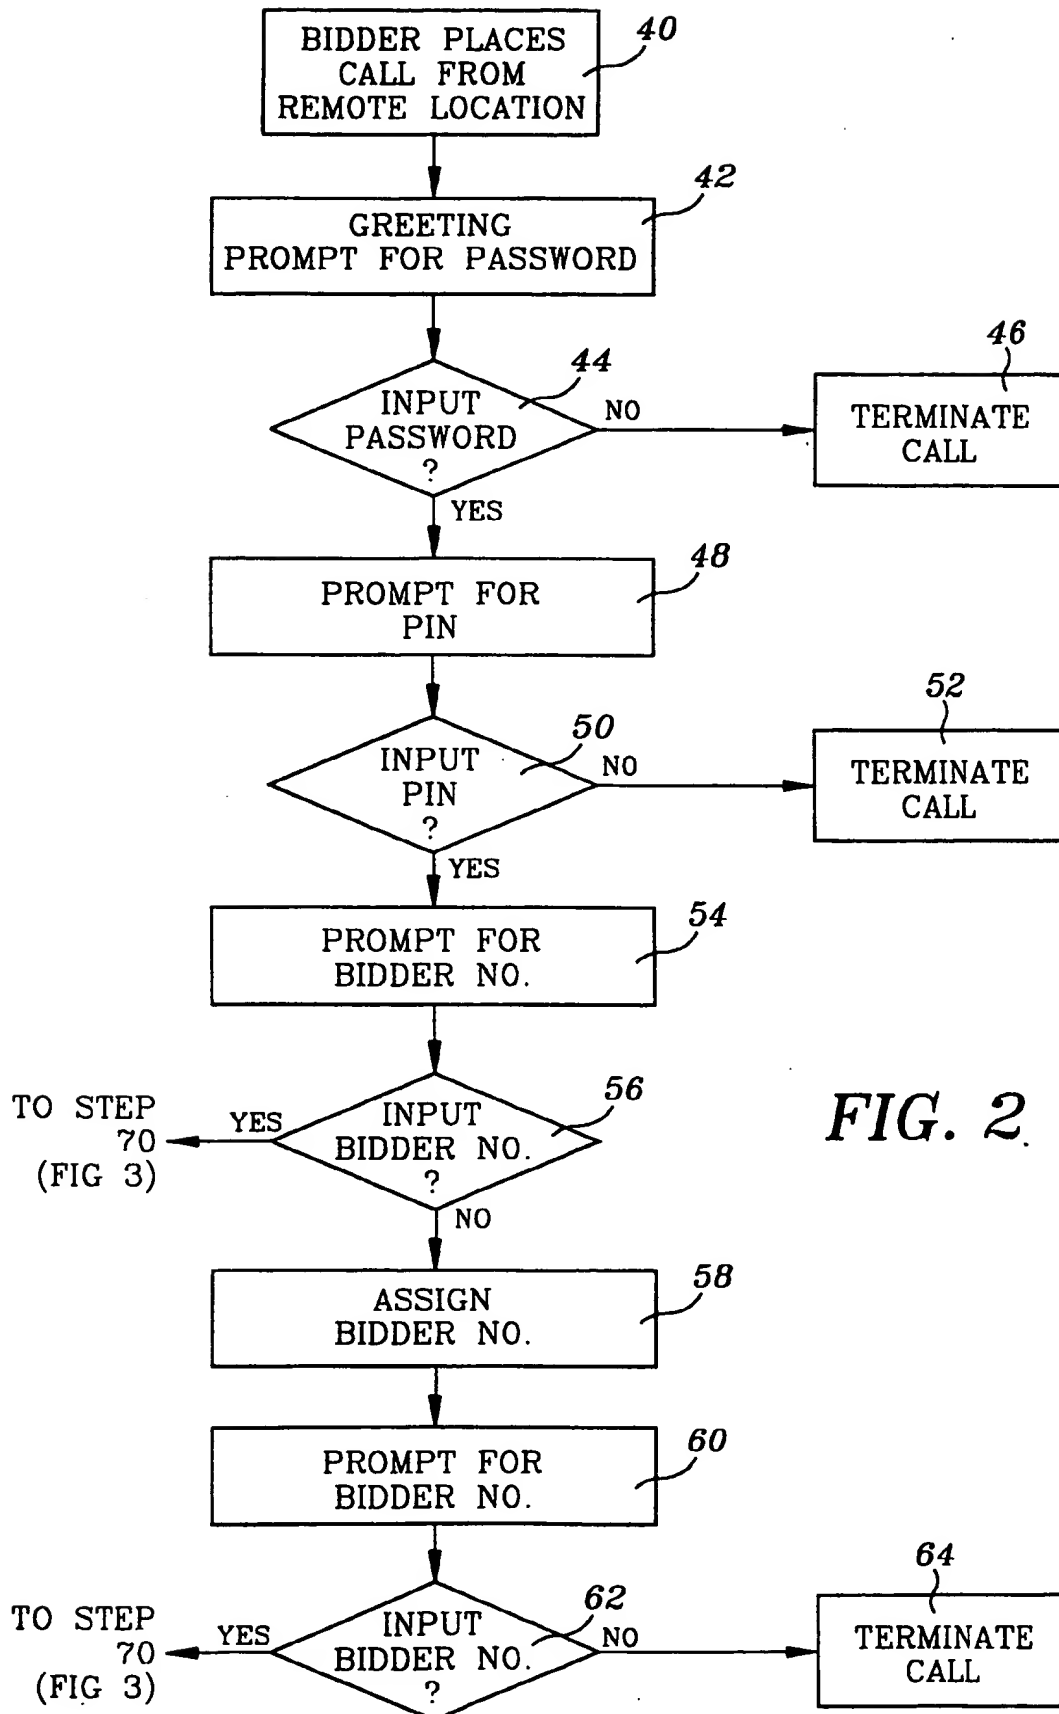 BIDDER PLACES
CALL FROM
REMOTE LOCATION
40
GREETING
PROMPT FOR PASSWORD
42
INPUT
PASSWORD
?
44
NO
TERMINATE
CALL
46
YES
PROMPT FOR
PIN
48
INPUT
PIN
?
50
NO
TERMINATE
CALL
52
YES
PROMPT FOR
BIDDER NO.
54
INPUT
BIDDER NO.
?
56
YES
TO STEP
70
(FIG 3)
FIG. 2
NO
ASSIGN
BIDDER NO.
58
PROMPT FOR
BIDDER NO.
60
INPUT
BIDDER NO.
?
62
YES
TO STEP
70
(FIG 3)
NO
TERMINATE
CALL
64